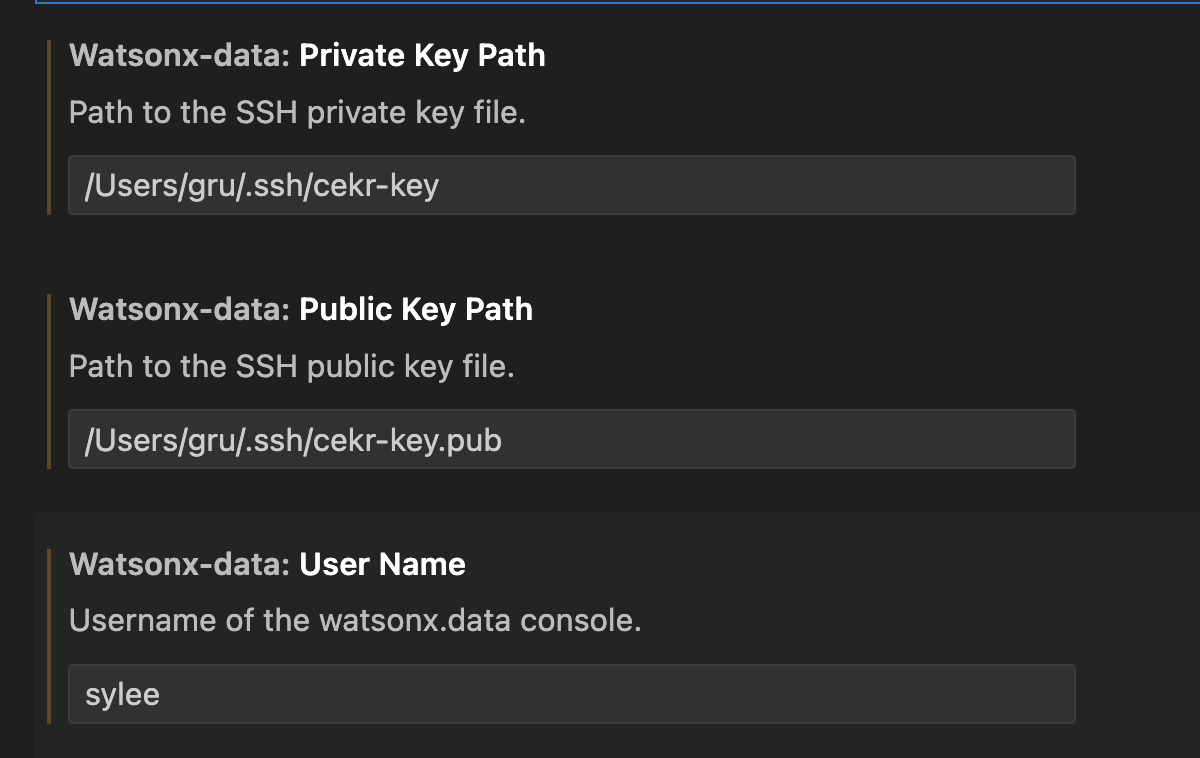 Watsonx-data: Private Key Path
Path to the SSH private key file.
/Users/gru/.ssh/cekr-key
Watsonx-data: Public Key Path
Path to the SSH public key file.
/Users/gru/.ssh/cekr-key.pub
Watsonx-data: User Name
Username of the watsonx.data console.
sylee